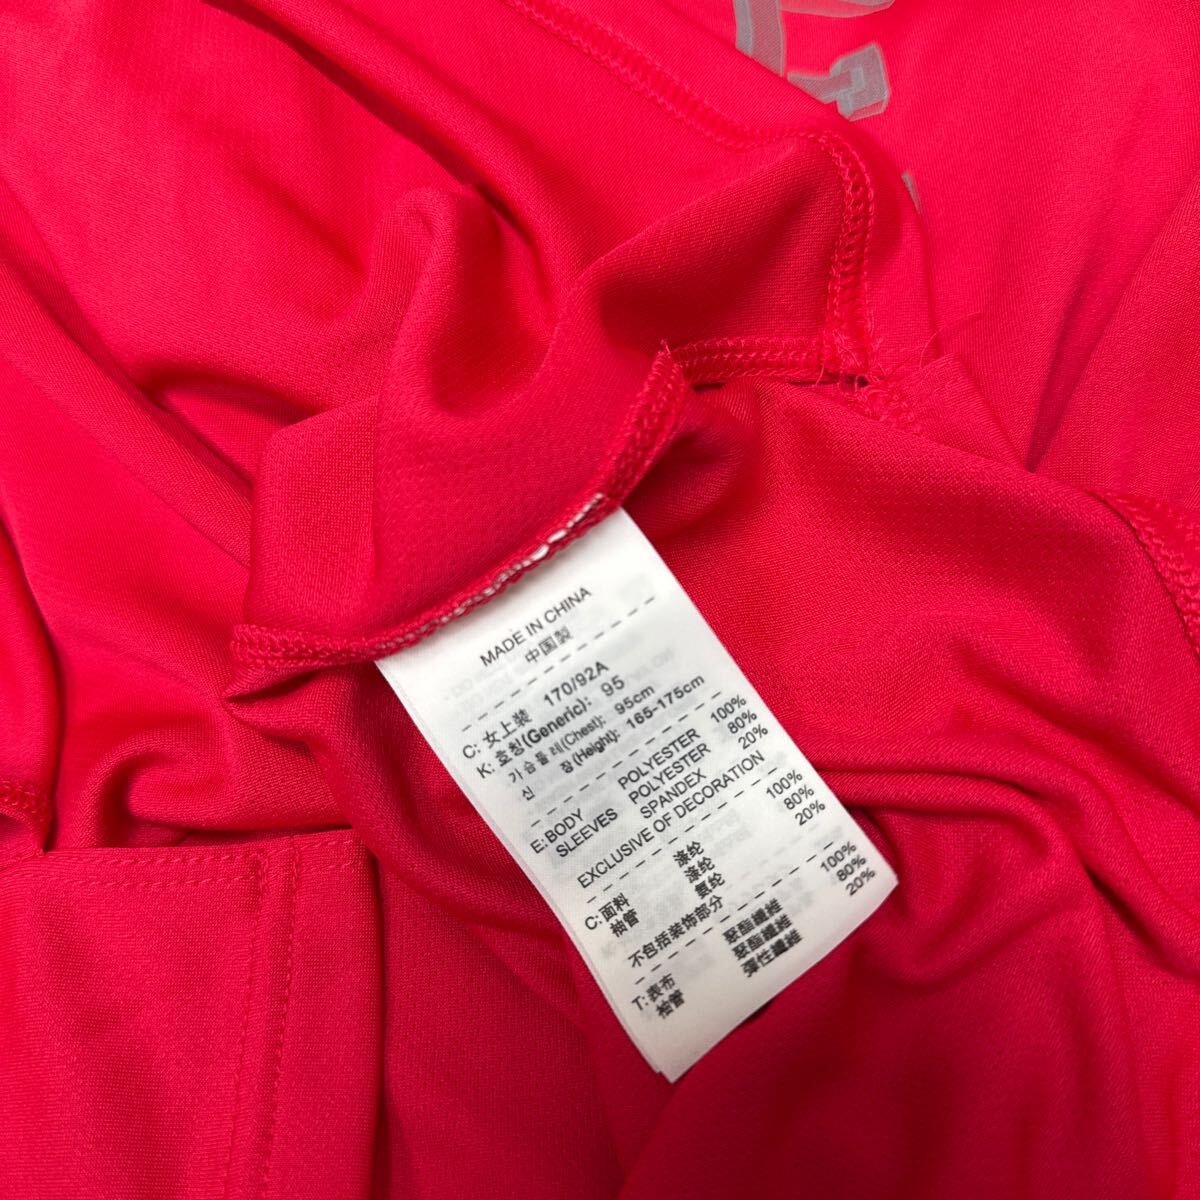 MADE IN CHINA
中国製
C: 女上装 170/92A
K: 호칭(Generic): 95
가슴둘레(Chest): 95cm
신 장(Height): 165-175cm
E: BODY POLYESTER 100%
SLEEVES POLYESTER 80%
SPANDEX 20%
EXCLUSIVE OF DECORATION
C: 面料 涤纶 100%
袖管 涤纶 80%
氨纶 20%
不包括装饰部分
T: 表布 聚酯纖維 100%
袖管 聚酯纖維 80%
彈性纖維 20%